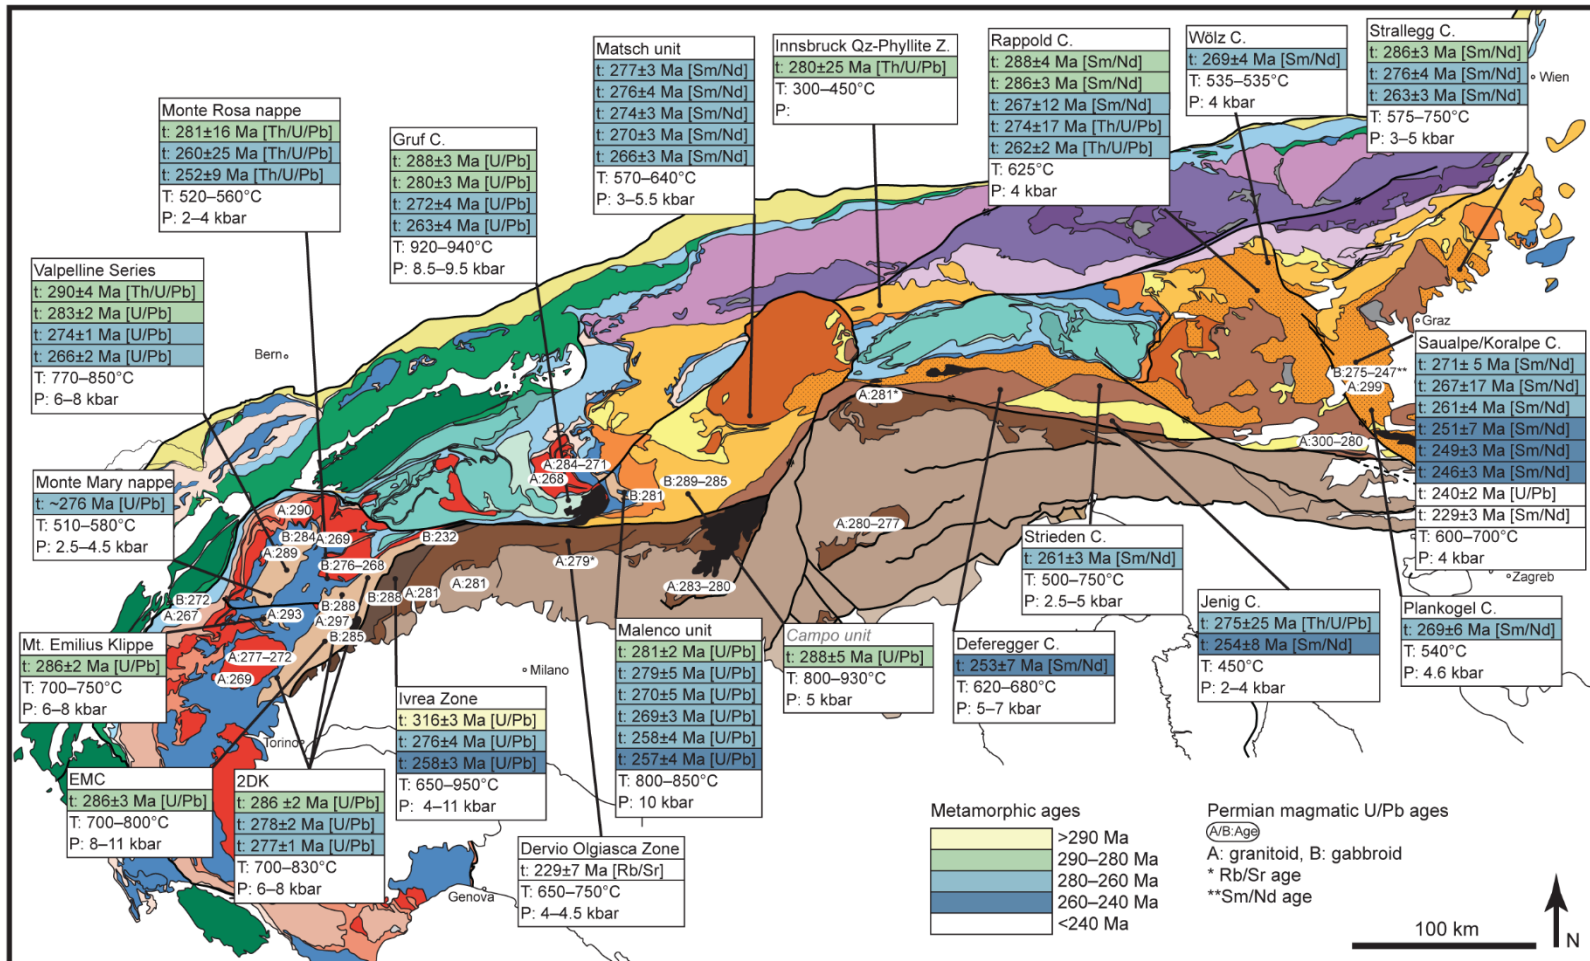 Matsch unit
t: 277±3 Ma [Sm/Nd]
t: 276±4 Ma [Sm/Nd]
t: 274±3 Ma [Sm/Nd]
t: 270±3 Ma [Sm/Nd]
t: 266±3 Ma [Sm/Nd]
T: 570–640°C
P: 3–5.5 kbar
Innsbruck Qz-Phyllite Z.
t: 280±25 Ma [Th/U/Pb]
T: 300–450°C
P:
Rappold C.
t: 288±4 Ma [Sm/Nd]
t: 286±3 Ma [Sm/Nd]
t: 267±12 Ma [Sm/Nd]
t: 274±17 Ma [Th/U/Pb]
t: 262±2 Ma [Th/U/Pb]
T: 625°C
P: 4 kbar
Wölz C.
t: 269±4 Ma [Sm/Nd]
T: 535–535°C
P: 4 kbar
Strallegg C.
t: 286±3 Ma [Sm/Nd]
t: 276±4 Ma [Sm/Nd]
t: 263±3 Ma [Sm/Nd]
T: 575–750°C
P: 3–5 kbar
Wien
Monte Rosa nappe
t: 281±16 Ma [Th/U/Pb]
t: 260±25 Ma [Th/U/Pb]
t: 252±9 Ma [Th/U/Pb]
T: 520–560°C
P: 2–4 kbar
Gruf C.
t: 288±3 Ma [U/Pb]
t: 280±3 Ma [U/Pb]
t: 272±4 Ma [U/Pb]
t: 263±4 Ma [U/Pb]
T: 920–940°C
P: 8.5–9.5 kbar
Valpelline Series
t: 290±4 Ma [Th/U/Pb]
t: 283±2 Ma [U/Pb]
t: 274±1 Ma [U/Pb]
t: 266±2 Ma [U/Pb]
T: 770–850°C
P: 6–8 kbar
Bern
Graz
Saualpe/Koralpe C.
t: 271± 5 Ma [Sm/Nd]
t: 267±17 Ma [Sm/Nd]
t: 261±4 Ma [Sm/Nd]
t: 251±7 Ma [Sm/Nd]
t: 249±3 Ma [Sm/Nd]
t: 246±3 Ma [Sm/Nd]
t: 240±2 Ma [U/Pb]
t: 229±3 Ma [Sm/Nd]
T: 600–700°C
P: 4 kbar
B:275–247**
A:299
A:281*
A:300–280
A:284–271
A:268
B:281
B:289–285
Monte Mary nappe
t: ~276 Ma [U/Pb]
T: 510–580°C
P: 2.5–4.5 kbar
A:290
B:284
A:269
A:289
B:232
B:276–268
A:279*
A:280–277
A:281
A:281
B:288
B:288
A:283–280
B:272
A:267
A:293
A:297
B:285
A:277–272
A:269
Strieden C.
t: 261±3 Ma [Sm/Nd]
T: 500–750°C
P: 2.5–5 kbar
Zagreb
Mt. Emilius Klippe
t: 286±2 Ma [U/Pb]
T: 700–750°C
P: 6–8 kbar
Milano
Malenco unit
t: 281±2 Ma [U/Pb]
t: 279±5 Ma [U/Pb]
t: 270±5 Ma [U/Pb]
t: 269±3 Ma [U/Pb]
t: 258±4 Ma [U/Pb]
t: 257±4 Ma [U/Pb]
T: 800–850°C
P: 10 kbar
Campo unit
t: 288±5 Ma [U/Pb]
T: 800–930°C
P: 5 kbar
Deferegger C.
t: 253±7 Ma [Sm/Nd]
T: 620–680°C
P: 5–7 kbar
Jenig C.
t: 275±25 Ma [Th/U/Pb]
t: 254±8 Ma [Sm/Nd]
T: 450°C
P: 2–4 kbar
Plankogel C.
t: 269±6 Ma [Sm/Nd]
T: 540°C
P: 4.6 kbar
Ivrea Zone
t: 316±3 Ma [U/Pb]
t: 276±4 Ma [U/Pb]
t: 258±3 Ma [U/Pb]
T: 650–950°C
P: 4–11 kbar
Torino
EMC
t: 286±3 Ma [U/Pb]
T: 700–800°C
P: 8–11 kbar
2DK
t: 286 ±2 Ma [U/Pb]
t: 278±2 Ma [U/Pb]
t: 277±1 Ma [U/Pb]
T: 700–830°C
P: 6–8 kbar
Dervio Olgiasca Zone
t: 229±7 Ma [Rb/Sr]
T: 650–750°C
P: 4–4.5 kbar
Genova
Metamorphic ages
>290 Ma
290–280 Ma
280–260 Ma
260–240 Ma
<240 Ma
Permian magmatic U/Pb ages
A/B:Age
A: granitoid, B: gabbroid
* Rb/Sr age
**Sm/Nd age
100 km
N